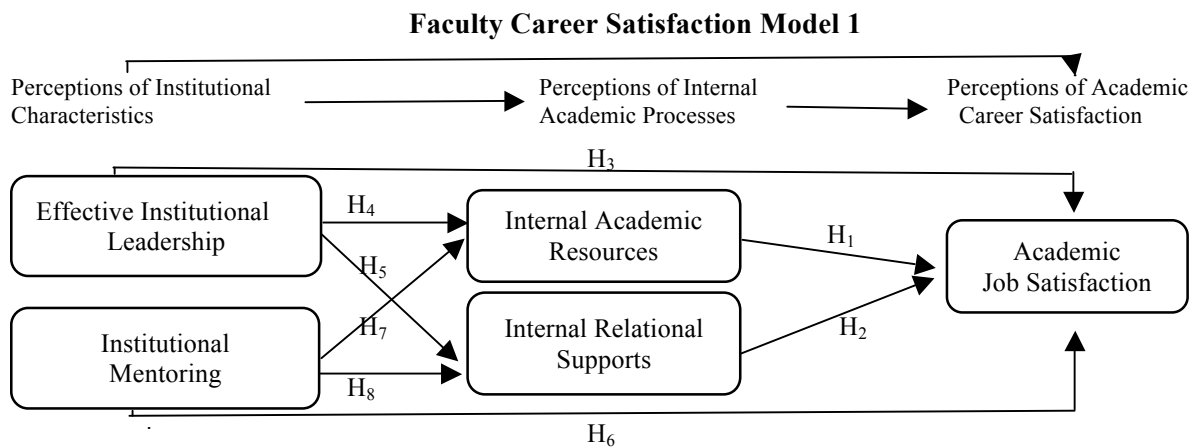 Faculty Career Satisfaction Model 1
Perceptions of Institutional
Characteristics
Perceptions of Internal
Academic Processes
Perceptions of Academic
Career Satisfaction
H₃
Effective Institutional
Leadership
H₄
H₅
Internal Academic
Resources
H₁
Academic
Job Satisfaction
Institutional
Mentoring
H₇
H₈
Internal Relational
Supports
H₂
H₆